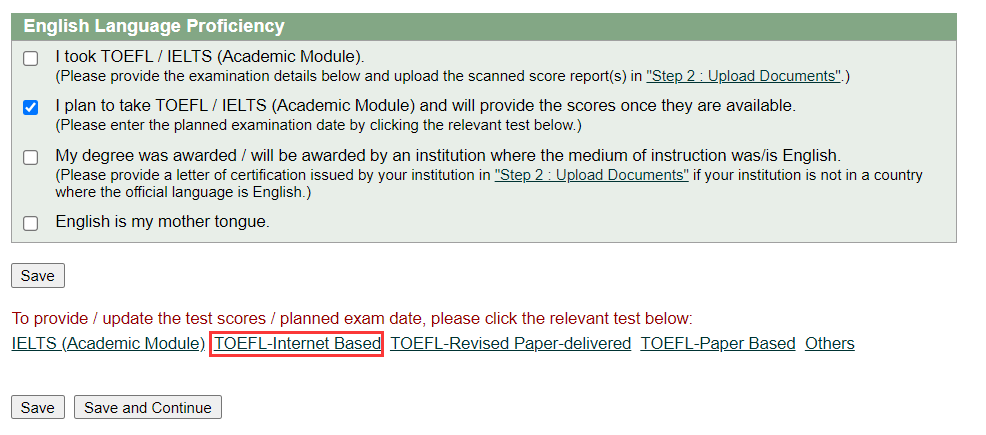 English Language Proficiency
I took TOEFL / IELTS (Academic Module).
(Please provide the examination details below and upload the scanned score report(s) in "Step 2 : Upload Documents".)
I plan to take TOEFL / IELTS (Academic Module) and will provide the scores once they are available.
(Please enter the planned examination date by clicking the relevant test below.)
My degree was awarded / will be awarded by an institution where the medium of instruction was/is English.
(Please provide a letter of certification issued by your institution in "Step 2 : Upload Documents" if your institution is not in a country
where the official language is English.)
English is my mother tongue.
Save
To provide / update the test scores / planned exam date, please click the relevant test below:
IELTS (Academic Module) TOEFL-Internet Based TOEFL-Revised Paper-delivered TOEFL-Paper Based Others
Save Save and Continue